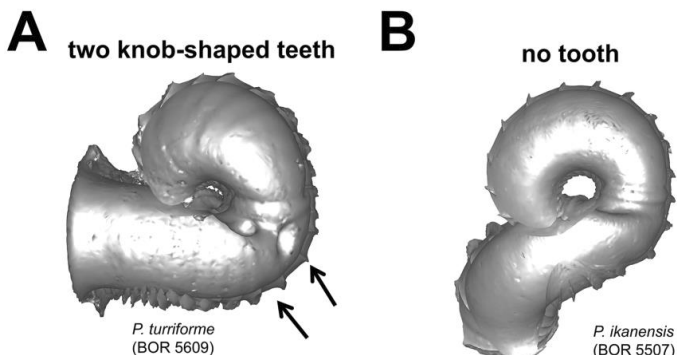 A
two knob-shaped teeth
P. turriforme
(BOR 5609)
B
no tooth
P. ikanensis
(BOR 5507)